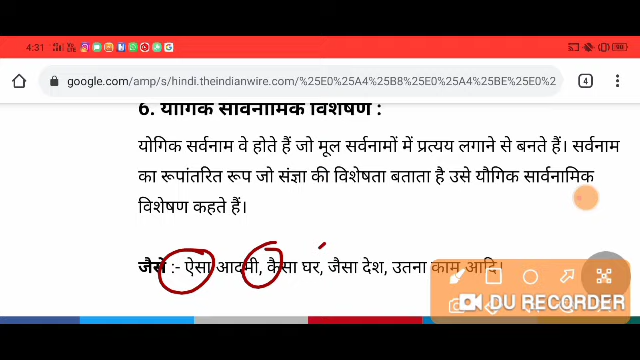 4:31
google.com/amp/s/hindi.theindianwire.com/%25E0%25A4%25B8%25E0%25A4%25BE%25E0%2
4
6. यौगिक सार्वनामिक विशेषण :
योगिक सर्वनाम वे होते हैं जो मूल सर्वनामों में प्रत्यय लगाने से बनते हैं। सर्वनाम
का रूपांतरित रूप जो संज्ञा की विशेषता बताता है उसे यौगिक सार्वनामिक
विशेषण कहते हैं।
जैसे :- ऐसा आदमी, कैसा घर, जैसा देश, उतना काम आदि।
DU RECORDER